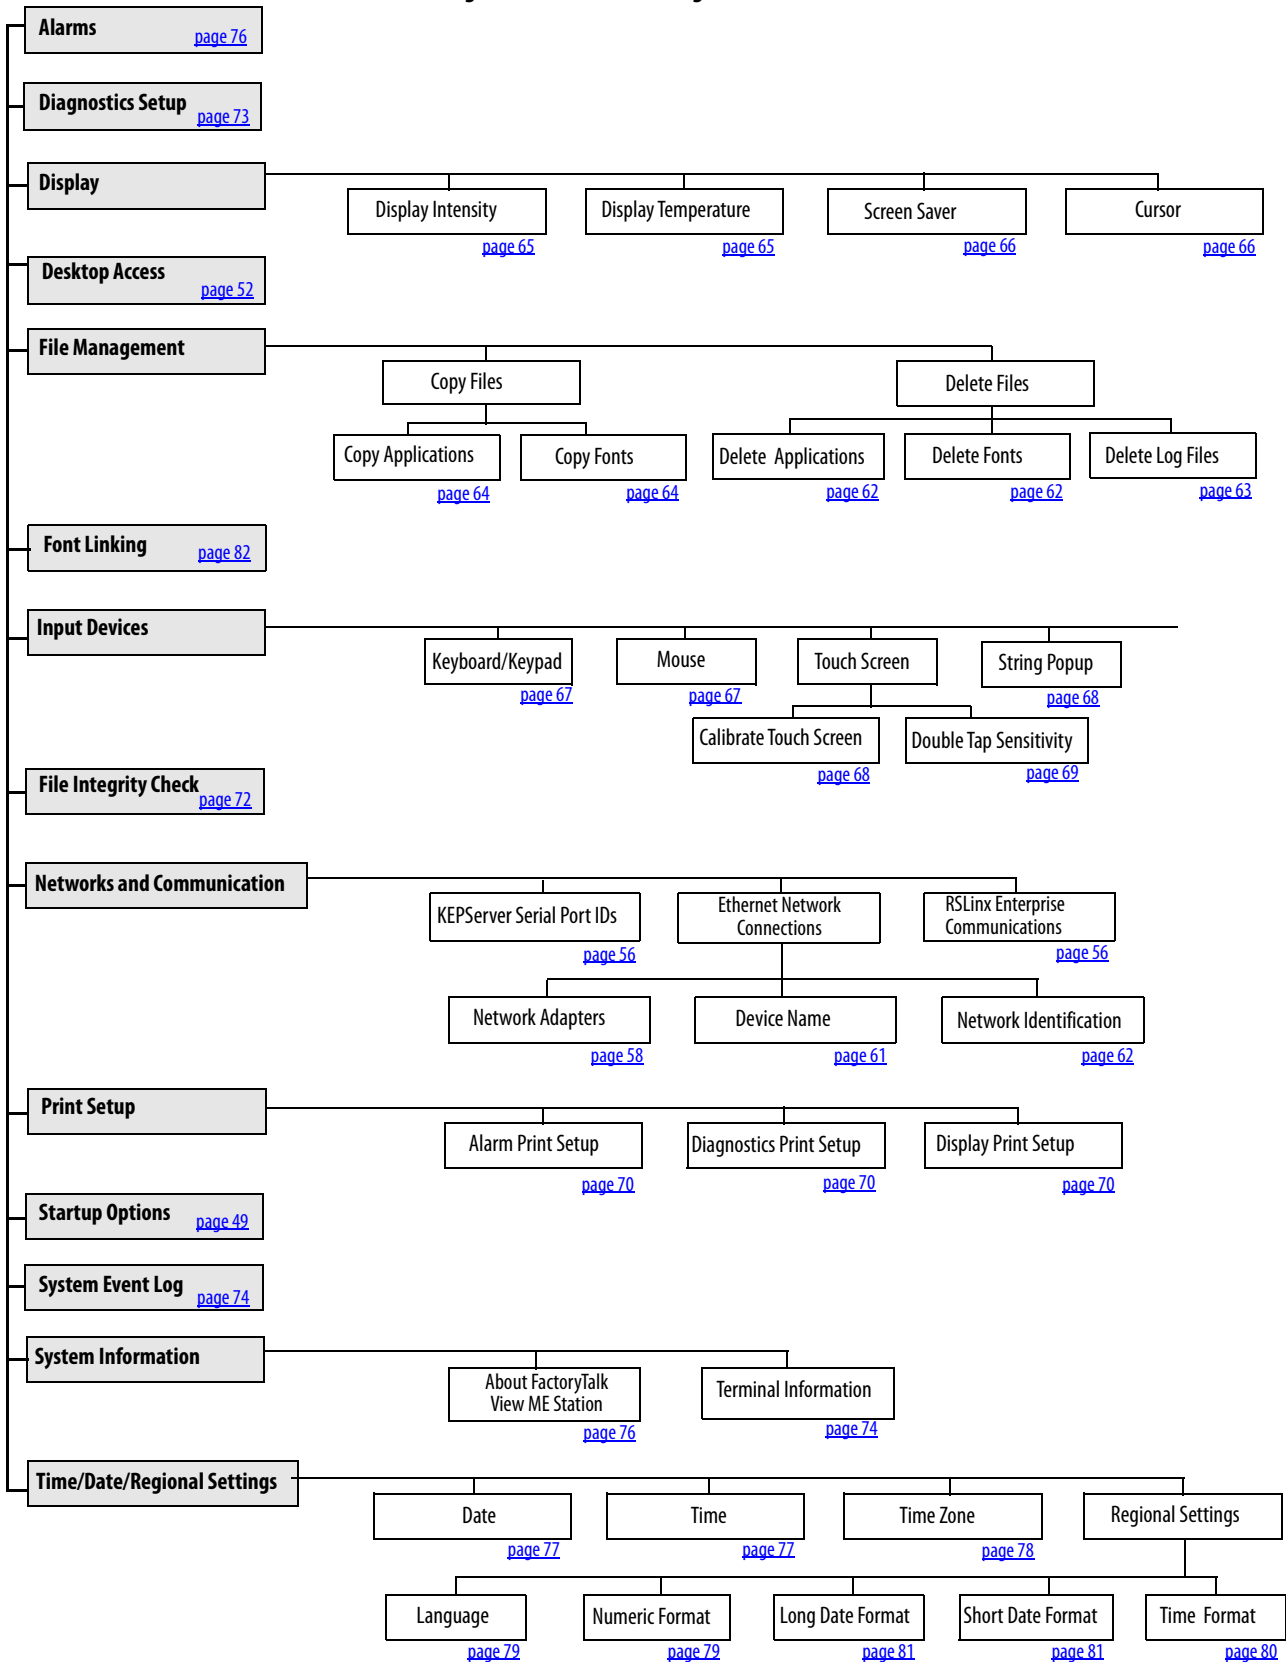 Alarms
page 76
Diagnostics Setup
page 73
Display
Display Intensity
Display Temperature
Screen Saver
Cursor
page 65
page 65
page 66
page 66
Desktop Access
page 52
File Management
Copy Files
Delete Files
Copy Applications
Copy Fonts
Delete Applications
Delete Fonts
Delete Log Files
page 64
page 64
page 62
page 62
page 63
Font Linking
page 82
Input Devices
Keyboard/Keypad
Mouse
Touch Screen
String Popup
page 67
page 67
page 68
Calibrate Touch Screen
Double Tap Sensitivity
page 68
page 69
File Integrity Check
page 72
Networks and Communication
KEPServer Serial Port IDs
Ethernet Network
Connections
RSLinx Enterprise
Communications
page 56
page 56
Network Adapters
Device Name
Network Identification
page 58
page 61
page 62
Print Setup
Alarm Print Setup
Diagnostics Print Setup
Display Print Setup
page 70
page 70
page 70
Startup Options
page 49
System Event Log
page 74
System Information
About FactoryTalk
View ME Station
Terminal Information
page 76
page 74
Time/Date/Regional Settings
Date
Time
Time Zone
Regional Settings
page 77
page 77
page 78
Language
Numeric Format
Long Date Format
Short Date Format
Time Format
page 79
page 79
page 81
page 81
page 80